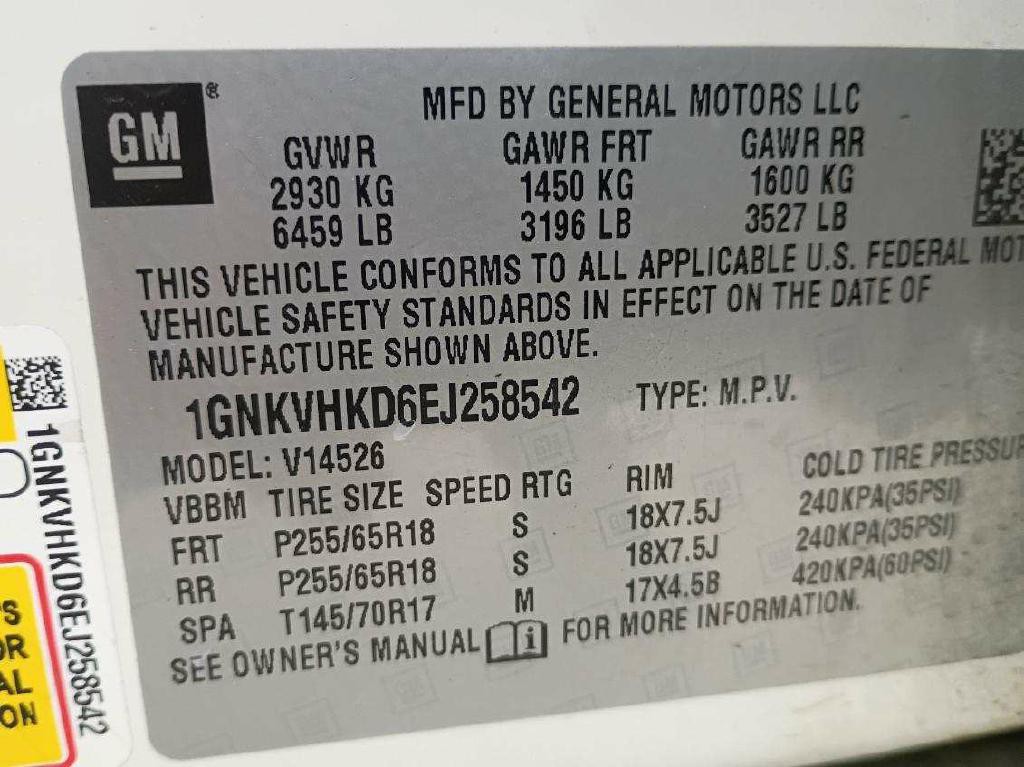 GM ®
MFD BY GENERAL MOTORS LLC
GVWR GAWR FRT GAWR RR
2930 KG 1450 KG 1600 KG
6459 LB 3196 LB 3527 LB
THIS VEHICLE CONFORMS TO ALL APPLICABLE U.S. FEDERAL MOT
VEHICLE SAFETY STANDARDS IN EFFECT ON THE DATE OF
MANUFACTURE SHOWN ABOVE.
1GNKVHKD6EJ258542 TYPE: M.P.V.
MODEL: V14526
VBBM TIRE SIZE SPEED RTG RIM COLD TIRE PRESSUR
FRT P255/65R18 S 18X7.5J 240KPA(35PSI)
RR P255/65R18 S 18X7.5J 240KPA(35PSI)
SPA T145/70R17 M 17X4.5B 420KPA(60PSI)
SEE OWNER'S MANUAL i FOR MORE INFORMATION.
1GNKVHKD6EJ258542
'S
OR
AL
ON